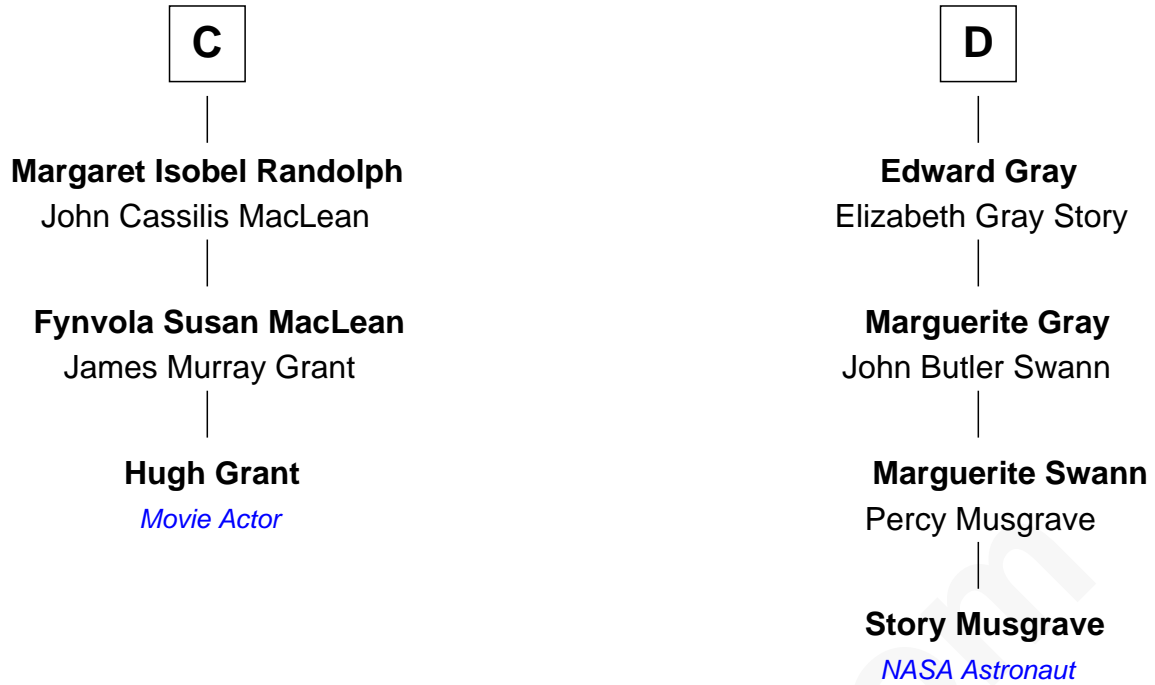 C
Margaret Isobel Randolph
John Cassilis MacLean
Fynvola Susan MacLean
James Murray Grant
Hugh Grant
Movie Actor
D
Edward Gray
Elizabeth Gray Story
Marguerite Gray
John Butler Swann
Marguerite Swann
Percy Musgrave
Story Musgrave
NASA Astronaut